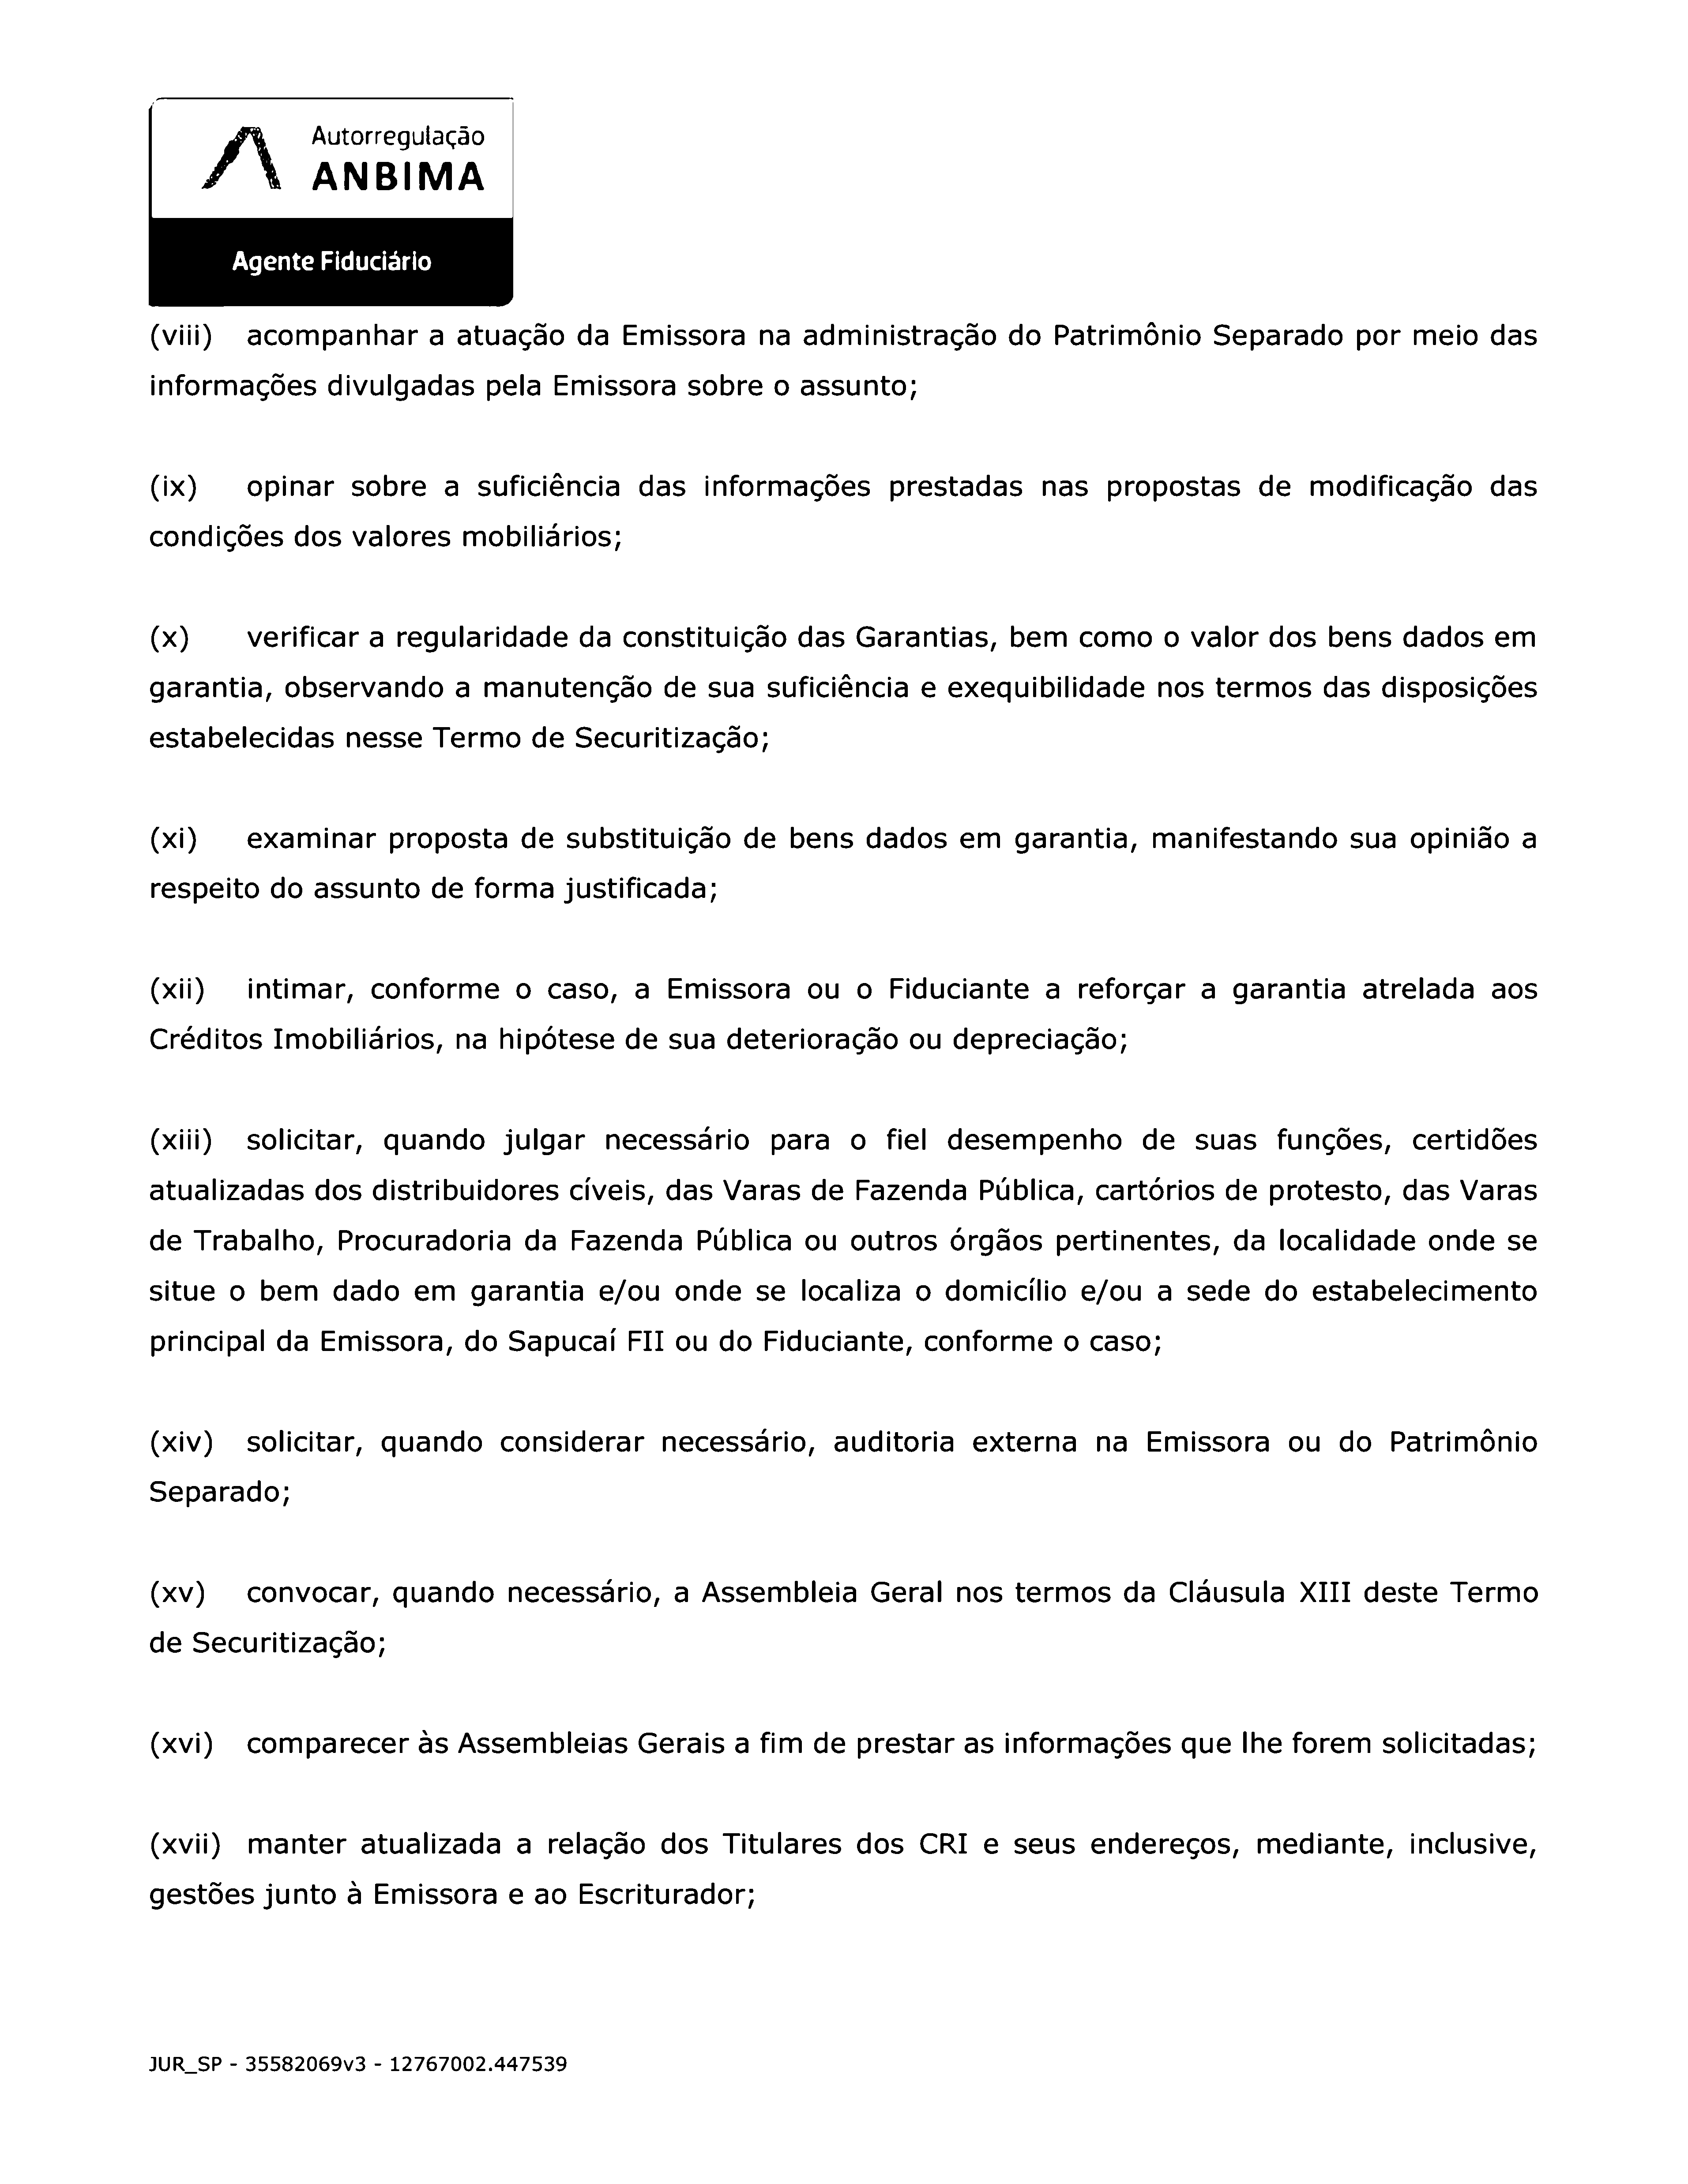 Autorregulação
ANBIMA
Agente Fiduciário
(viii) acompanhar a atuação da Emissora na administração do Patrimônio Separado por meio das
informações divulgadas pela Emissora sobre o assunto;
(ix) opinar sobre a suficiência das informações prestadas nas propostas de modificação das
condições dos valores mobiliários;
(x) verificar a regularidade da constituição das Garantias, bem como o valor dos bens dados em
garantia, observando a manutenção de sua suficiência e exequibilidade nos termos das disposições
estabelecidas nesse Termo de Securitização;
(xi) examinar proposta de substituição de bens dados em garantia, manifestando sua opinião a
respeito do assunto de forma justificada;
(xii) intimar, conforme o caso, a Emissora ou o Fiduciante a reforçar a garantia atrelada aos
Créditos Imobiliários, na hipótese de sua deterioração ou depreciação;
(xiii) solicitar, quando julgar necessário para o fiel desempenho de suas funções, certidões
atualizadas dos distribuidores cíveis, das Varas de Fazenda Pública, cartórios de protesto, das Varas
de Trabalho, Procuradoria da Fazenda Pública ou outros órgãos pertinentes, da localidade onde se
situe o bem dado em garantia e/ou onde se localiza o domicílio e/ou a sede do estabelecimento
principal da Emissora, do Sapucaí FII ou do Fiduciante, conforme o caso;
(xiv) solicitar, quando considerar necessário, auditoria externa na Emissora ou do Patrimônio
Separado;
(xv) convocar, quando necessário, a Assembleia Geral nos termos da Cláusula XIII deste Termo
de Securitização;
(xvi) comparecer às Assembleias Gerais a fim de prestar as informações que lhe forem solicitadas;
(xvii) manter atualizada a relação dos Titulares dos CRI e seus endereços, mediante, inclusive,
gestões junto à Emissora e ao Escriturador;
JUR_SP - 35582069v3 - 12767002.447539